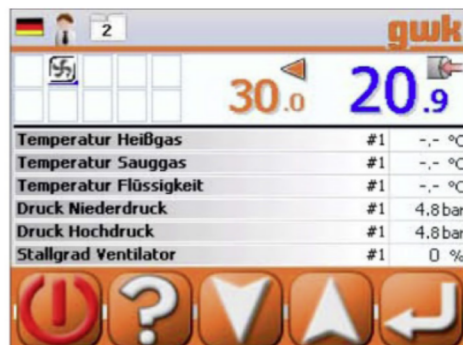 2
gwk
30.0
20.9
Temperatur Heißgas #1 -,- °C
Temperatur Sauggas #1 -,- °C
Temperatur Flüssigkeit #1 -,- °C
Druck Niederdruck #1 4.8 bar
Druck Hochdruck #1 4.8 bar
Stallgrad Ventilator #1 0 %
?